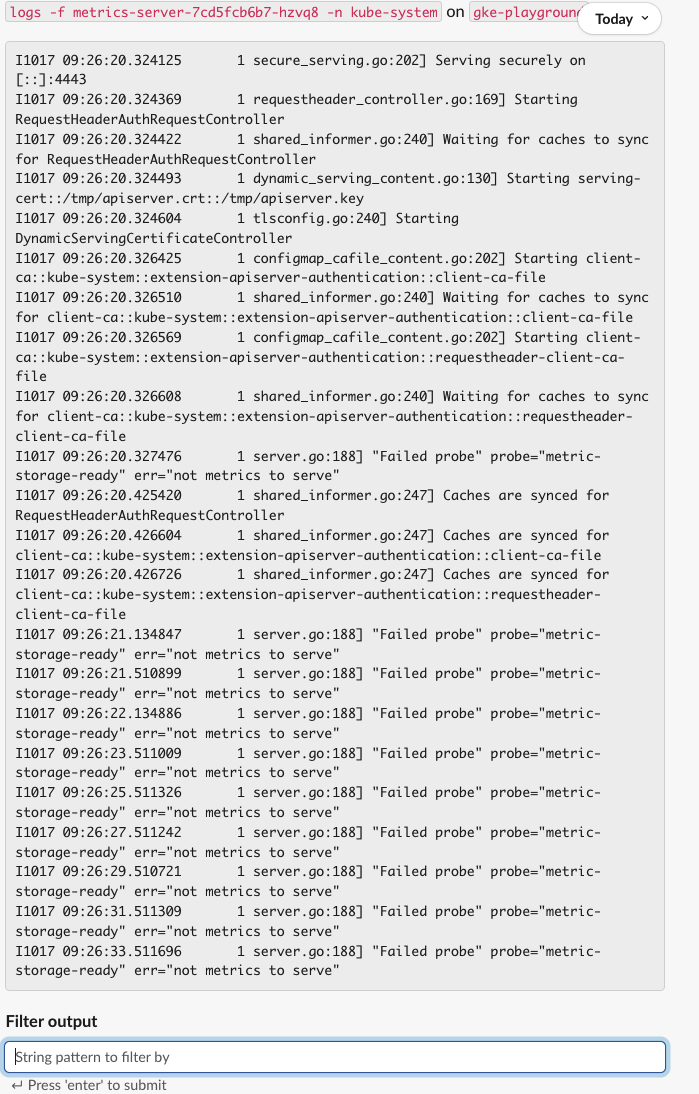 logs -f metrics-server-7cd5fcb6b7-hzvq8 -n kube-system on gke-playground
Today
I1017 09:26:20.324125       1 secure_serving.go:202] Serving securely on
[::]:4443
I1017 09:26:20.324369       1 requestheader_controller.go:169] Starting
RequestHeaderAuthRequestController
I1017 09:26:20.324422       1 shared_informer.go:240] Waiting for caches to sync
for RequestHeaderAuthRequestController
I1017 09:26:20.324493       1 dynamic_serving_content.go:130] Starting serving-
cert::/tmp/apiserver.crt::/tmp/apiserver.key
I1017 09:26:20.324604       1 tlsconfig.go:240] Starting
DynamicServingCertificateController
I1017 09:26:20.326425       1 configmap_cafile_content.go:202] Starting client-
ca::kube-system::extension-apiserver-authentication::client-ca-file
I1017 09:26:20.326510       1 shared_informer.go:240] Waiting for caches to sync
for client-ca::kube-system::extension-apiserver-authentication::client-ca-file
I1017 09:26:20.326569       1 configmap_cafile_content.go:202] Starting client-
ca::kube-system::extension-apiserver-authentication::requestheader-client-ca-
file
I1017 09:26:20.326608       1 shared_informer.go:240] Waiting for caches to sync
for client-ca::kube-system::extension-apiserver-authentication::requestheader-
client-ca-file
I1017 09:26:20.327476       1 server.go:188] "Failed probe" probe="metric-
storage-ready" err="not metrics to serve"
I1017 09:26:20.425420       1 shared_informer.go:247] Caches are synced for
RequestHeaderAuthRequestController
I1017 09:26:20.426604       1 shared_informer.go:247] Caches are synced for
client-ca::kube-system::extension-apiserver-authentication::client-ca-file
I1017 09:26:20.426726       1 shared_informer.go:247] Caches are synced for
client-ca::kube-system::extension-apiserver-authentication::requestheader-
client-ca-file
I1017 09:26:21.134847       1 server.go:188] "Failed probe" probe="metric-
storage-ready" err="not metrics to serve"
I1017 09:26:21.510899       1 server.go:188] "Failed probe" probe="metric-
storage-ready" err="not metrics to serve"
I1017 09:26:22.134886       1 server.go:188] "Failed probe" probe="metric-
storage-ready" err="not metrics to serve"
I1017 09:26:23.511009       1 server.go:188] "Failed probe" probe="metric-
storage-ready" err="not metrics to serve"
I1017 09:26:25.511326       1 server.go:188] "Failed probe" probe="metric-
storage-ready" err="not metrics to serve"
I1017 09:26:27.511242       1 server.go:188] "Failed probe" probe="metric-
storage-ready" err="not metrics to serve"
I1017 09:26:29.510721       1 server.go:188] "Failed probe" probe="metric-
storage-ready" err="not metrics to serve"
I1017 09:26:31.511309       1 server.go:188] "Failed probe" probe="metric-
storage-ready" err="not metrics to serve"
I1017 09:26:33.511696       1 server.go:188] "Failed probe" probe="metric-
storage-ready" err="not metrics to serve"
Filter output
String pattern to filter by
↵ Press 'enter' to submit